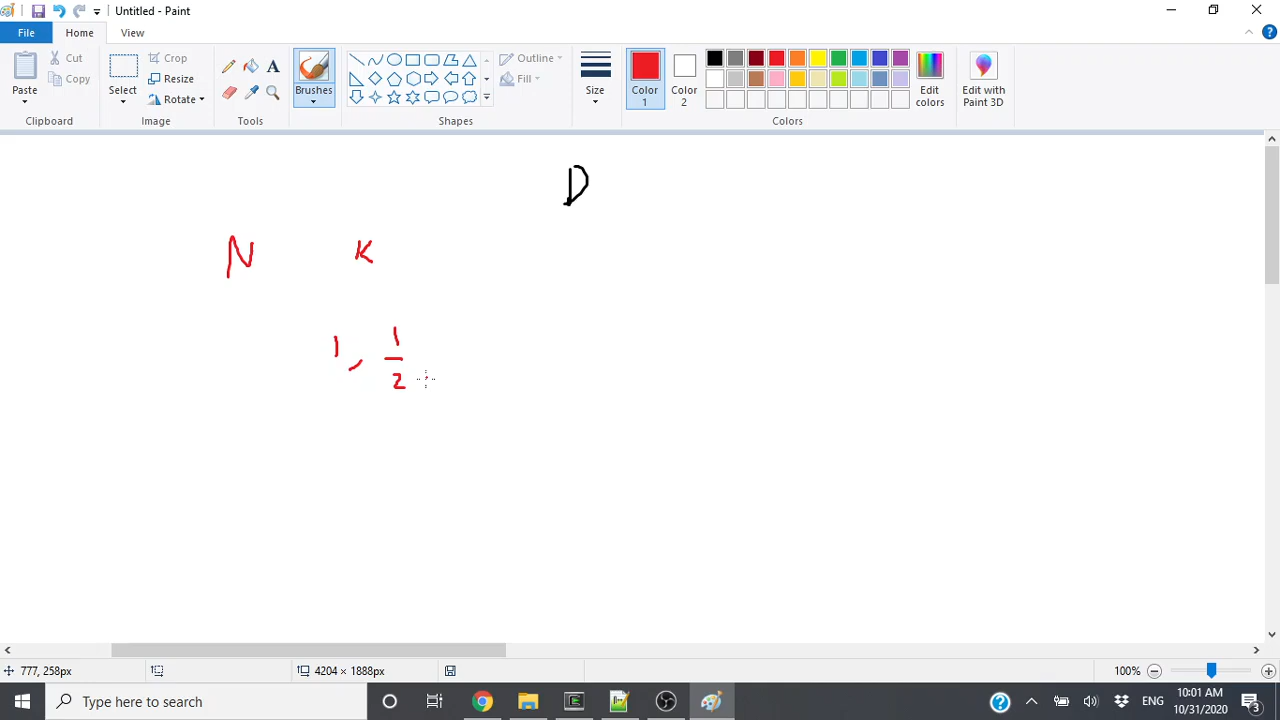 Untitled - Paint
File Home View
Paste Cut Copy Select Crop Resize Rotate Brushes Outline Fill Size Color 1 Color 2 Edit colors Edit with Paint 3D
Clipboard Image Tools Shapes Colors
D
N K
1, 1/2
777, 258px 4204 × 1888px 100%
Type here to search ENG 10:01 AM
10/31/2020 3